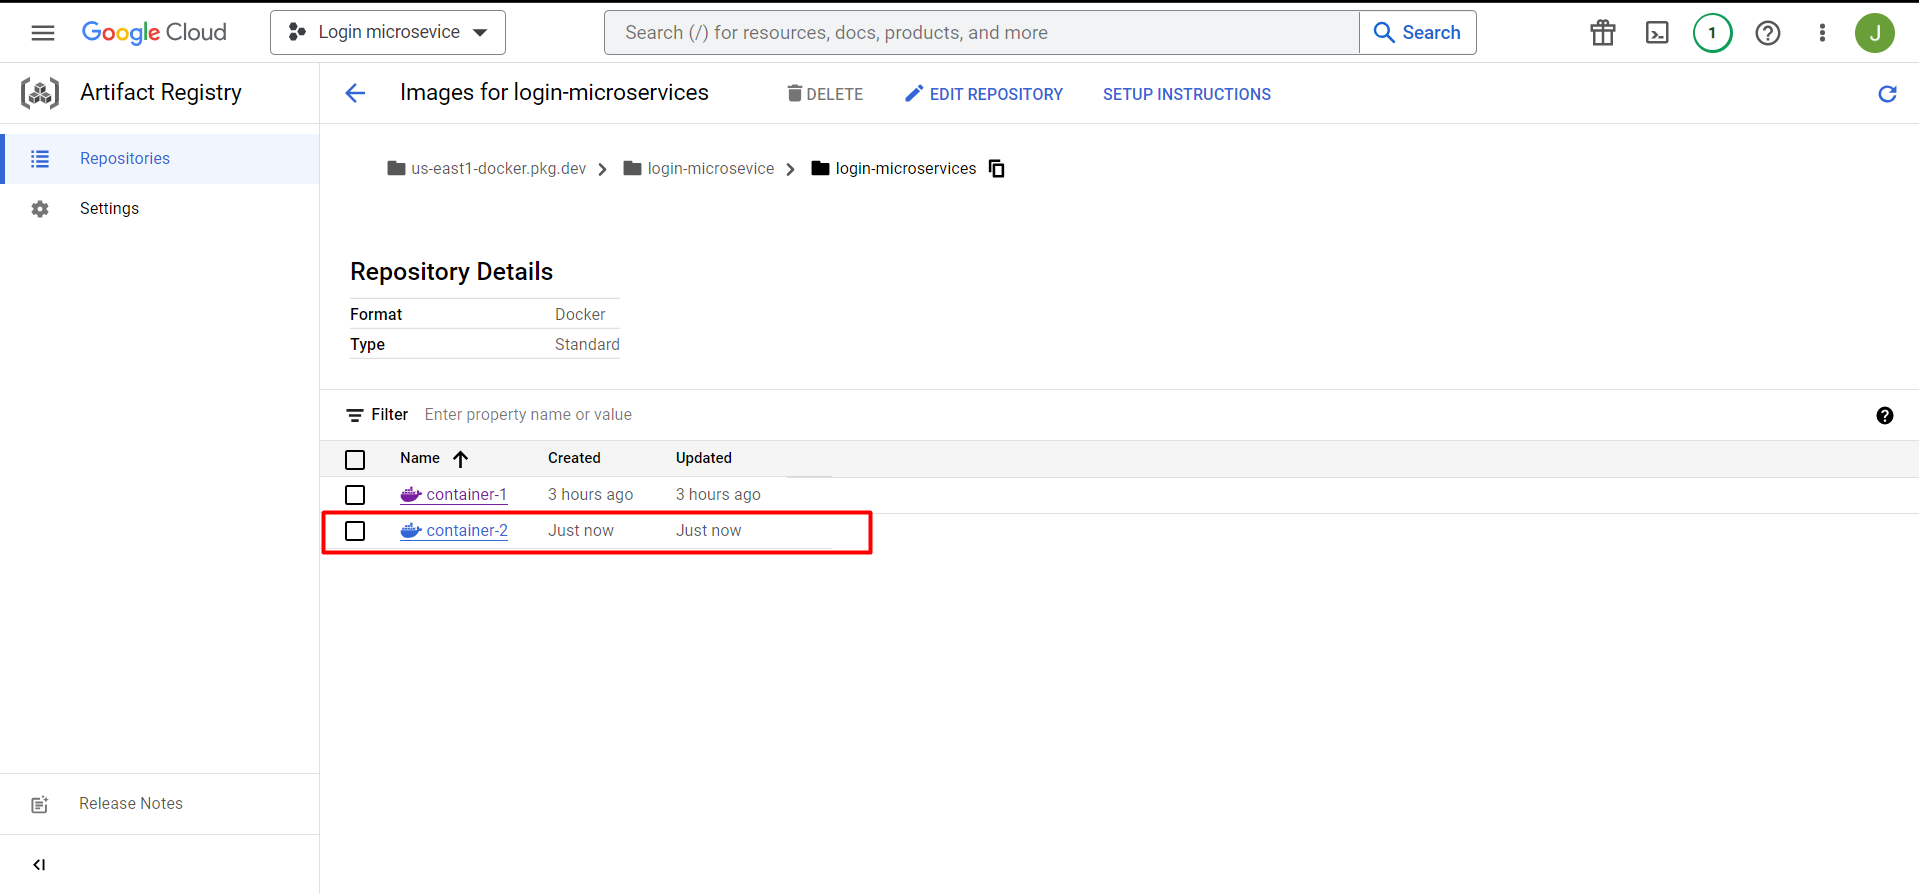 Google Cloud
Login microsevice
Search (/) for resources, docs, products, and more
Search
1
J
Artifact Registry
Images for login-microservices
DELETE
EDIT REPOSITORY
SETUP INSTRUCTIONS
Repositories
Settings
us-east1-docker.pkg.dev
login-microsevice
login-microservices
Repository Details
Format Docker
Type Standard
Filter Enter property name or value
Name Created Updated
container-1 3 hours ago 3 hours ago
container-2 Just now Just now
Release Notes